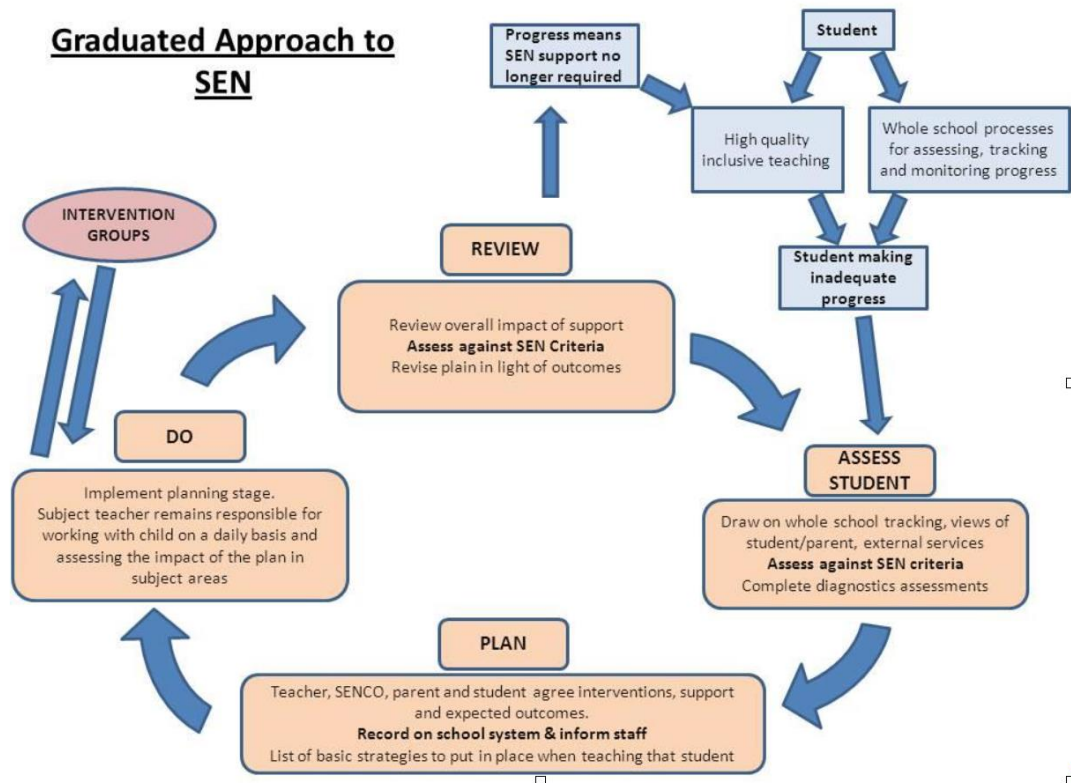 Graduated Approach to
SEN
Progress means
SEN support no
longer required
Student
High quality
inclusive teaching
Whole school processes
for assessing, tracking
and monitoring progress
Student making
inadequate
progress
INTERVENTION
GROUPS
REVIEW
Review overall impact of support
Assess against SEN Criteria
Revise plain in light of outcomes
DO
Implement planning stage.
Subject teacher remains responsible for
working with child on a daily basis and
assessing the impact of the plan in
subject areas
ASSESS
STUDENT
Draw on whole school tracking, views of
student/parent, external services
Assess against SEN criteria
Complete diagnostics assessments
PLAN
Teacher, SENCO, parent and student agree interventions, support
and expected outcomes.
Record on school system & inform staff
List of basic strategies to put in place when teaching that student